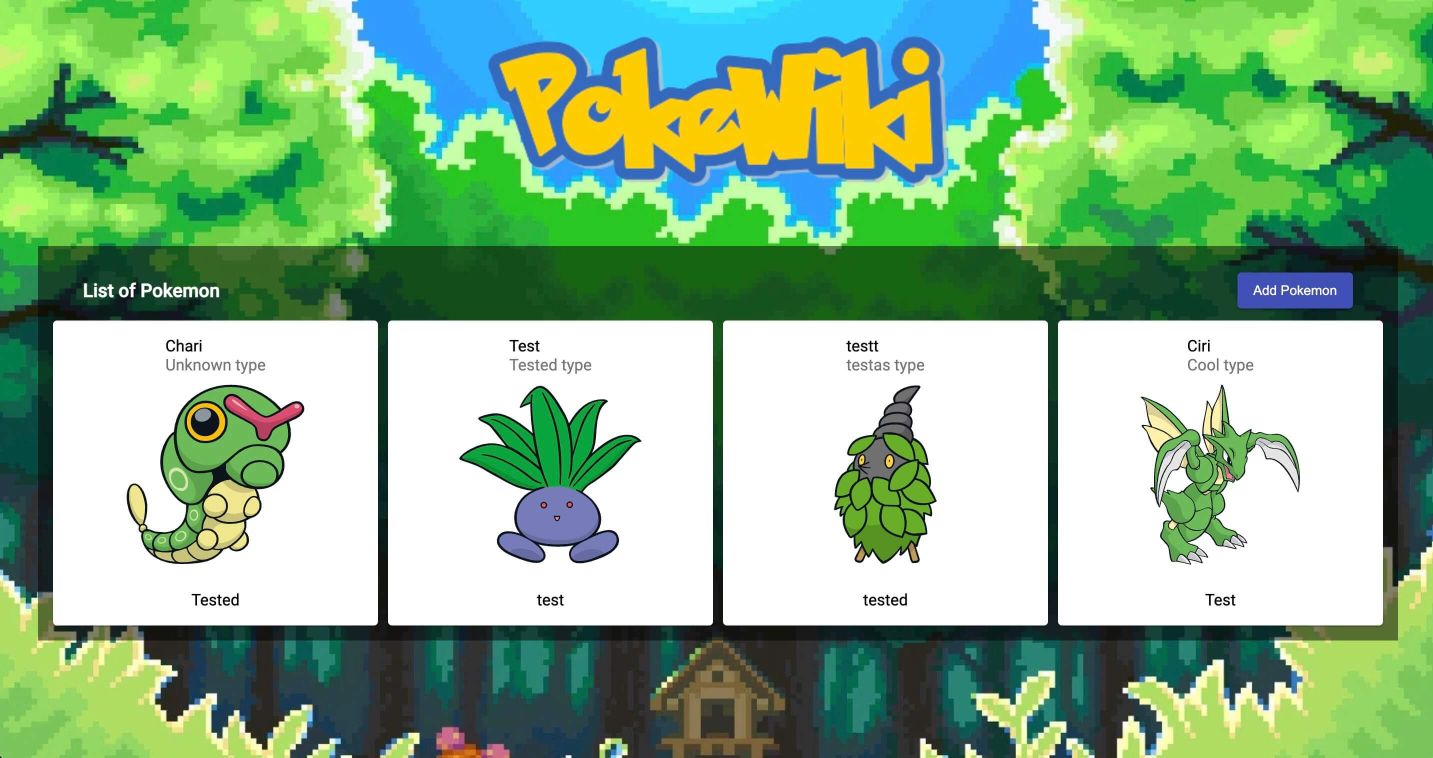 PokeWiki
List of Pokemon
Add Pokemon
Chari
Unknown type
Tested
Test
Tested type
test
testt
testas type
tested
Ciri
Cool type
Test